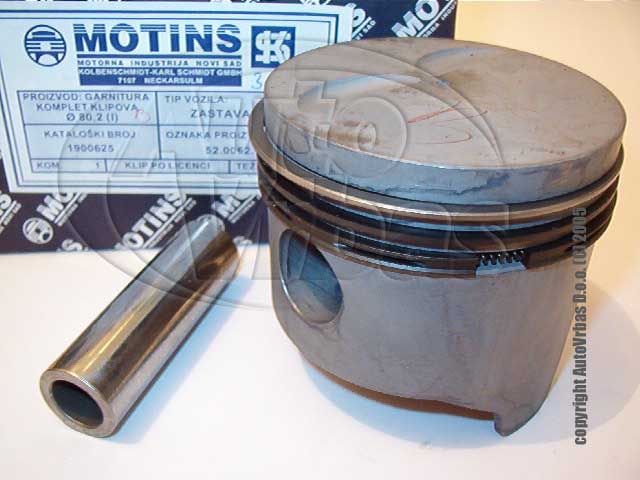 MOTINS
MOTORNA INDUSTRIJA NOVI SAD
KOLBENSCHMIDT-KARL SCHMIDT GMBH
7107 NECKARSULM
KS
PROIZVOD: GARNITURA
KOMPLET KLIPOVA
Ø 80,2 (I)
TIP VOZILA:
ZASTAVA
KATALOŠKI BROJ
1900625
OZNAKA PROIZ
52.0062
KOM. 1
KLIP PO LICENCI
TEZ
MOTINS
copyright AutoVrbas D.o.o. (c) 2005